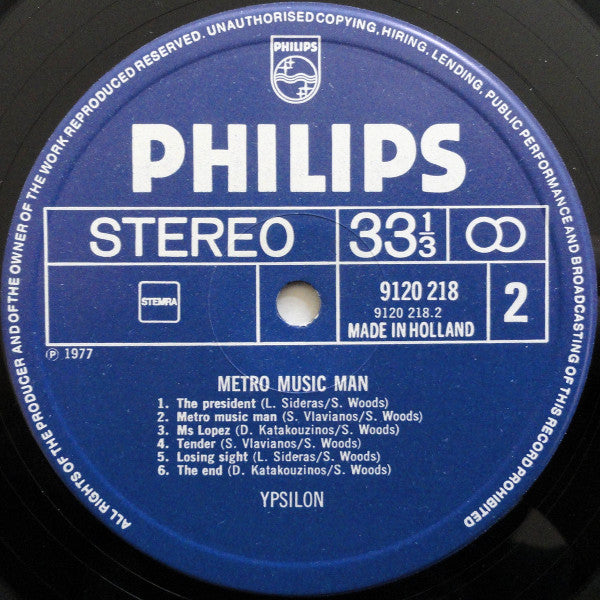 ALL RIGHTS OF THE PRODUCER AND OF THE OWNER OF THE WORK REPRODUCED RESERVED. UNAUTHORISED COPYING, HIRING, LENDING, PUBLIC PERFORMANCE AND BROADCASTING OF THIS RECORD PROHIBITED
PHILIPS
PHILIPS
STEREO 33 1/3
STEMRA
9120 218
9120 218.2
MADE IN HOLLAND
2
Ⓟ 1977
METRO MUSIC MAN
1. The president (L. Sideras/S. Woods)
2. Metro music man (S. Vlavianos/S. Woods)
3. Ms Lopez (D. Katakouzinos/S. Woods)
4. Tender (S. Vlavianos/S. Woods)
5. Losing sight (L. Sideras/S. Woods)
6. The end (D. Katakouzinos/S. Woods)
YPSILON